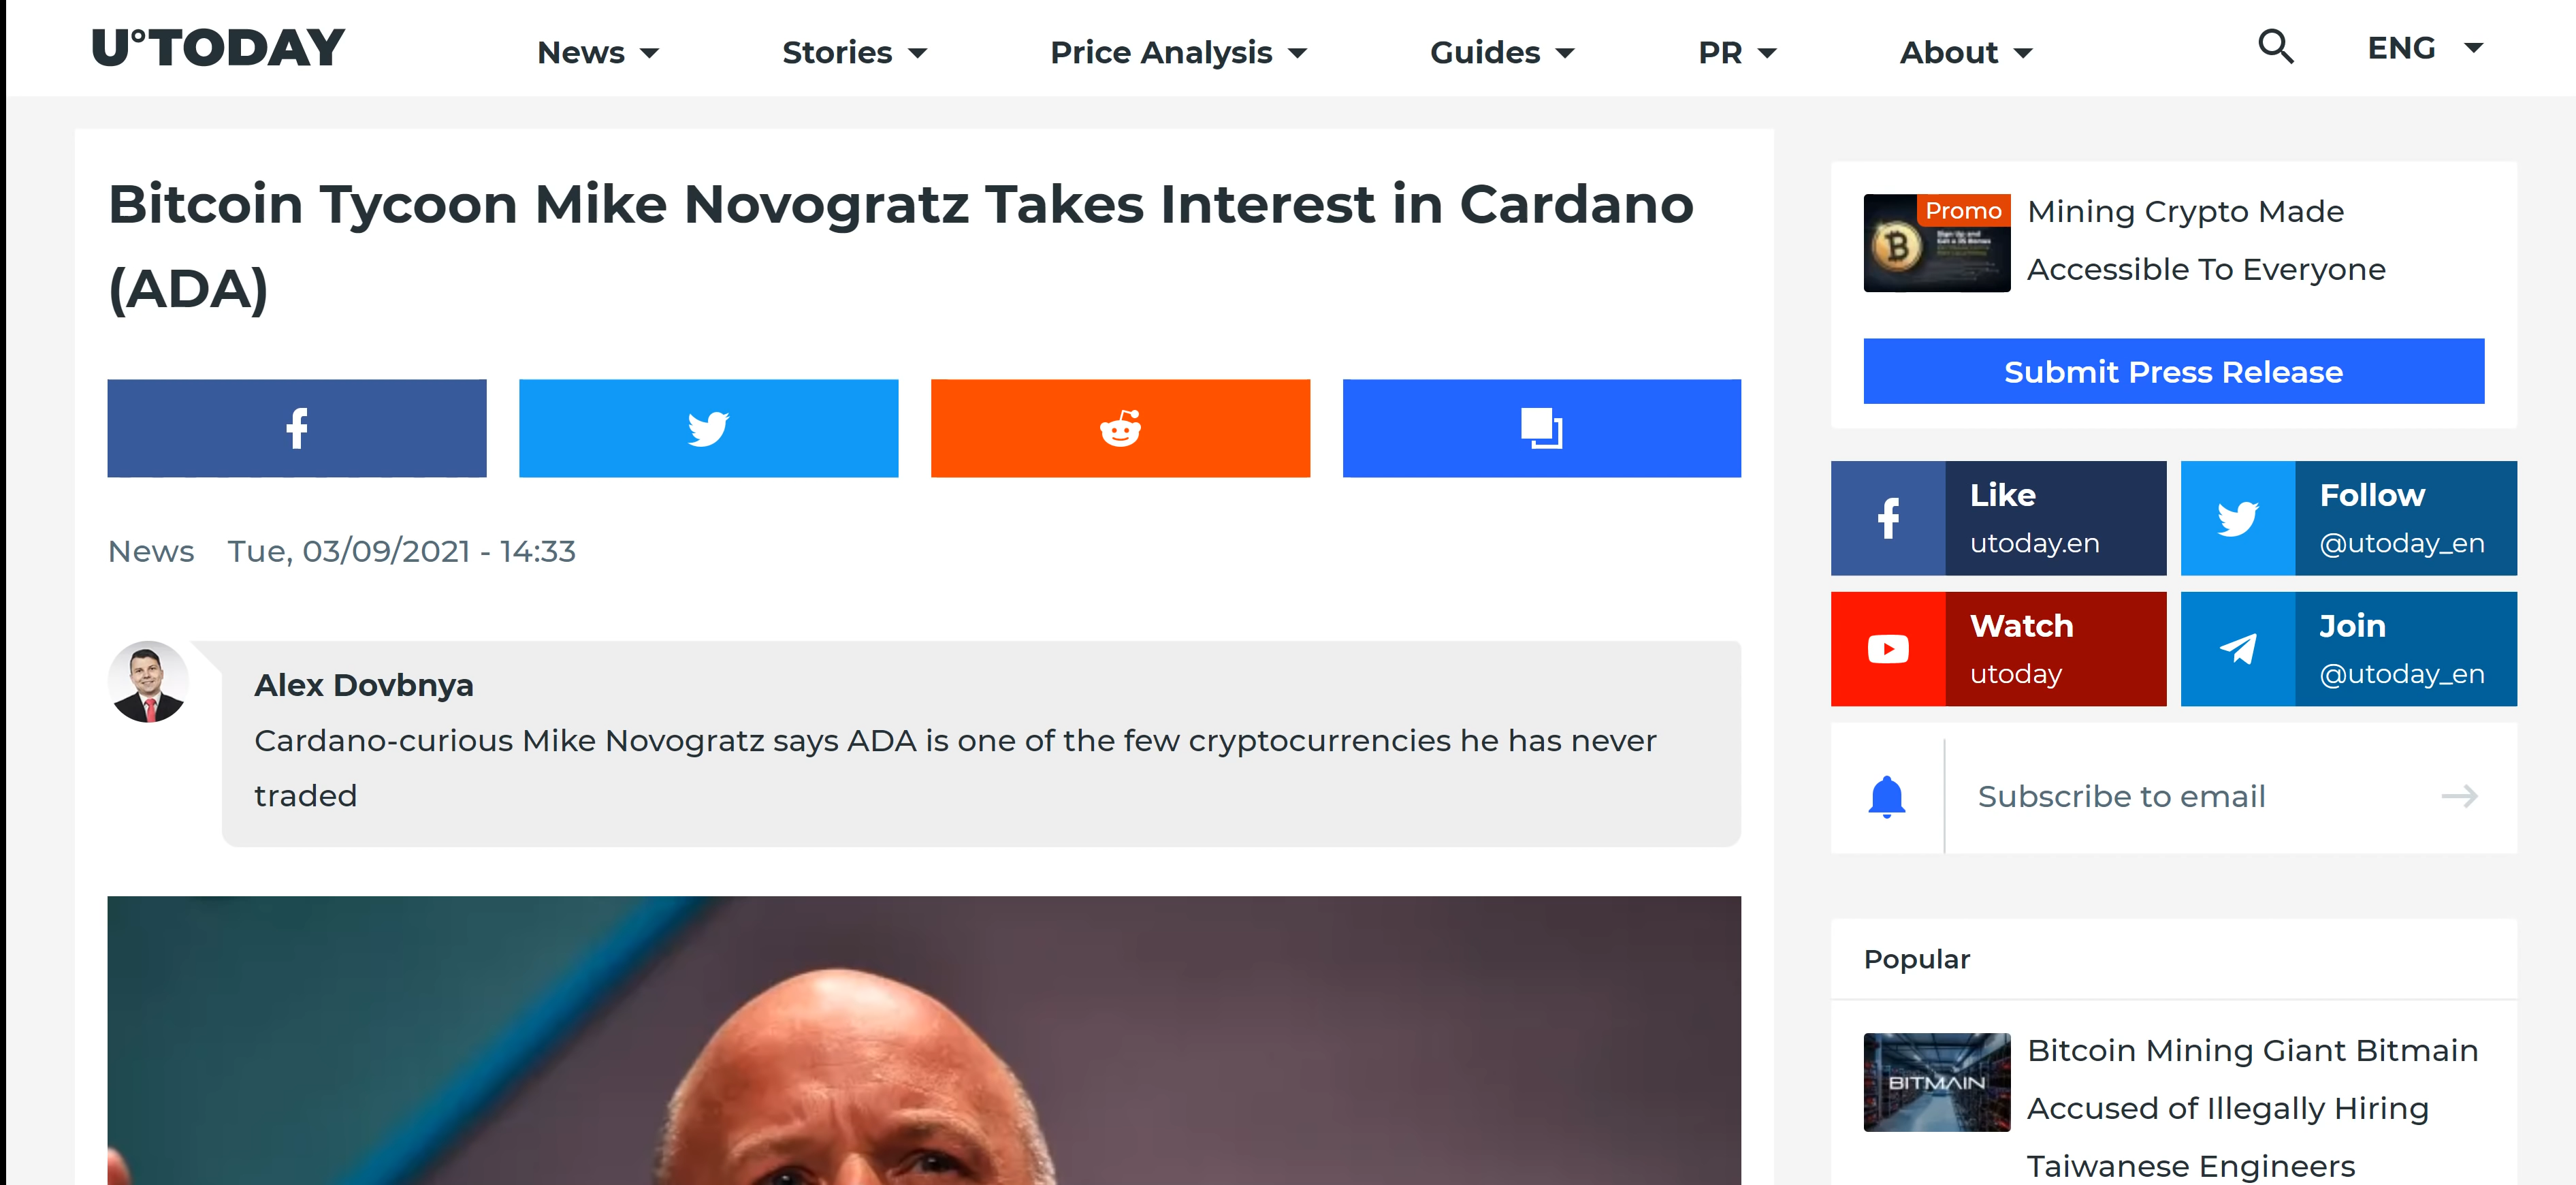 U°TODAY
News
Stories
Price Analysis
Guides
PR
About
ENG
Bitcoin Tycoon Mike Novogratz Takes Interest in Cardano
(ADA)
News Tue, 03/09/2021 - 14:33
Alex Dovbnya
Cardano-curious Mike Novogratz says ADA is one of the few cryptocurrencies he has never
traded
Promo
Mining Crypto Made
Accessible To Everyone
Submit Press Release
Like
utoday.en
Follow
@utoday_en
Watch
utoday
Join
@utoday_en
Subscribe to email
Popular
BITMAIN
Bitcoin Mining Giant Bitmain
Accused of Illegally Hiring
Taiwanese Engineers